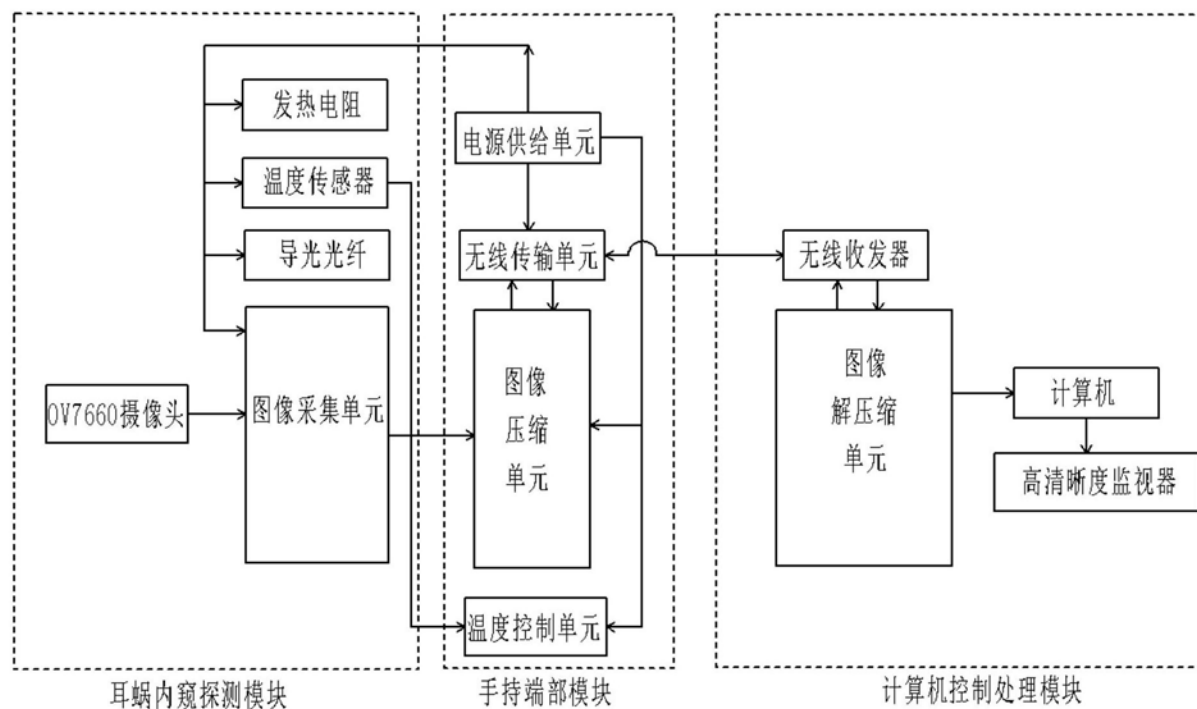 发热电阻
温度传感器
导光光纤
OV7660摄像头
图像采集单元
耳蜗内窥探测模块
电源供给单元
无线传输单元
图像
压缩
单元
温度控制单元
手持端部模块
无线收发器
图像
解压缩
单元
计算机
高清晰度监视器
计算机控制处理模块